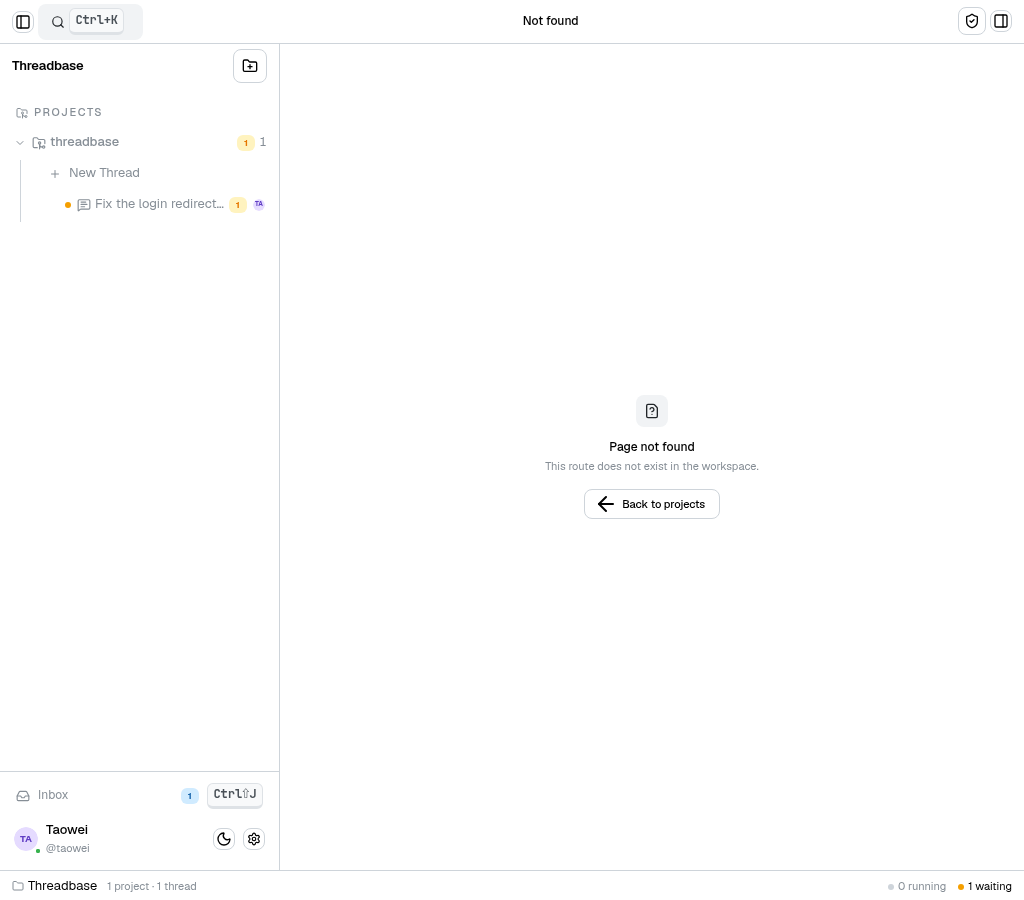 Ctrl+K
Not found
Threadbase
PROJECTS
threadbase 1 1
New Thread
Fix the login redirect... 1 TA
Page not found
This route does not exist in the workspace.
Back to projects
Inbox 1 Ctrl⇧J
TA Taowei
@taowei
Threadbase 1 project · 1 thread 0 running 1 waiting